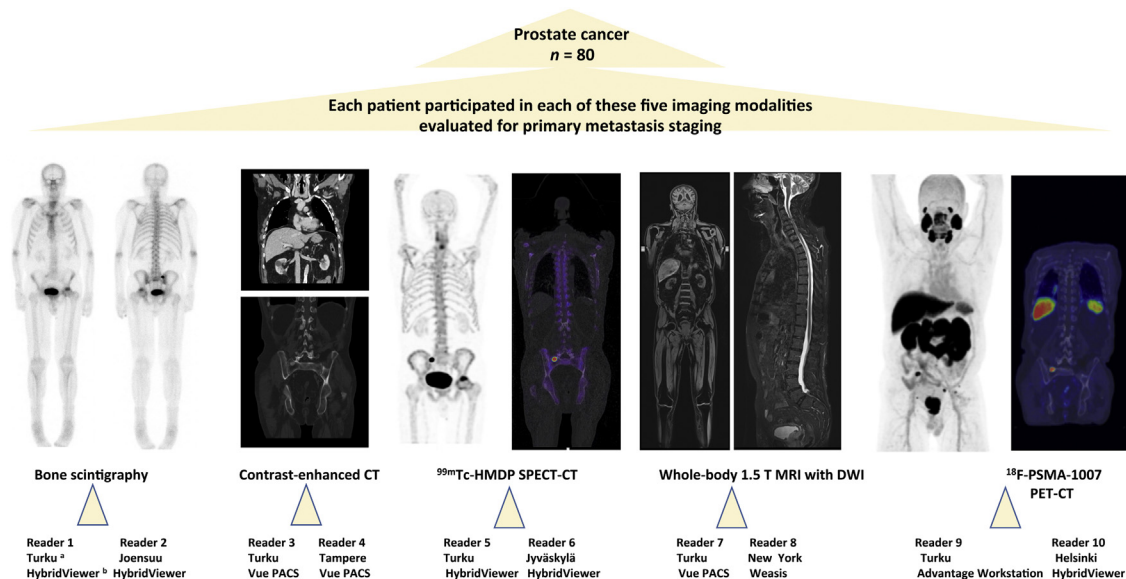 Prostate cancer
n = 80
Each patient participated in each of these five imaging modalities
evaluated for primary metastasis staging
Bone scintigraphy
Contrast-enhanced CT
⁹⁹ᵐTc-HMDP SPECT-CT
Whole-body 1.5 T MRI with DWI
¹⁸F-PSMA-1007
PET-CT
Reader 1
Turku ᵃ
HybridViewer ᵇ
Reader 2
Joensuu
HybridViewer
Reader 3
Turku
Vue PACS
Reader 4
Tampere
Vue PACS
Reader 5
Turku
HybridViewer
Reader 6
Jyväskylä
HybridViewer
Reader 7
Turku
Vue PACS
Reader 8
New York
Weasis
Reader 9
Turku
Advantage Workstation
Reader 10
Helsinki
HybridViewer